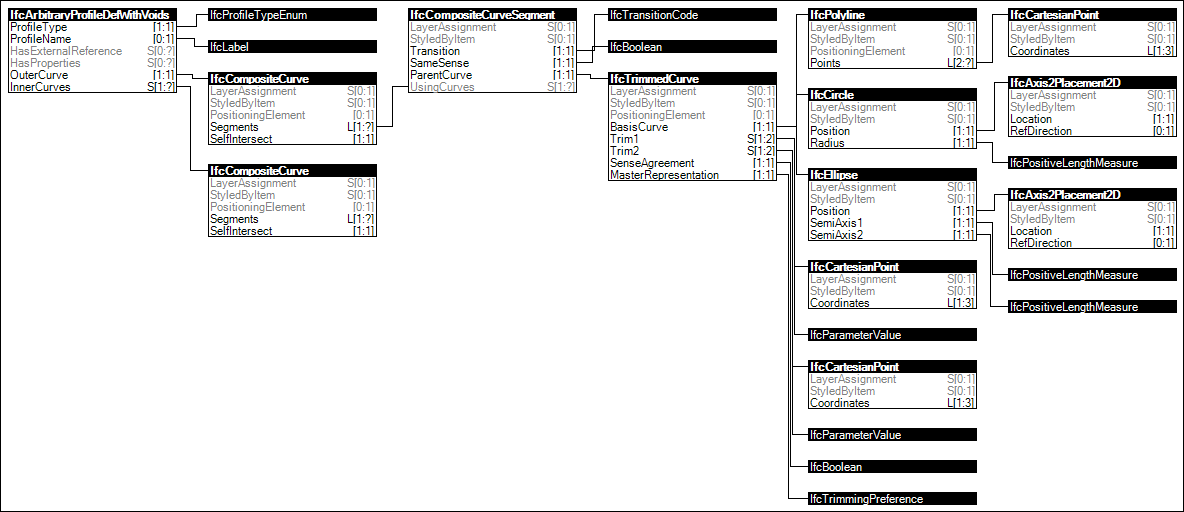 IfcArbitraryProfileDefWithVoids
ProfileType [1:1]
ProfileName [0:1]
HasExternalReference S[0:?]
HasProperties S[0:?]
OuterCurve [1:1]
InnerCurves S[1:?]
IfcProfileTypeEnum
IfcLabel
IfcCompositeCurve
LayerAssignment S[0:1]
StyledByItem S[0:1]
PositioningElement [0:1]
Segments L[1:?]
SelfIntersect [1:1]
IfcCompositeCurve
LayerAssignment S[0:1]
StyledByItem S[0:1]
PositioningElement [0:1]
Segments L[1:?]
SelfIntersect [1:1]
IfcCompositeCurveSegment
LayerAssignment S[0:1]
StyledByItem S[0:1]
Transition [1:1]
SameSense [1:1]
ParentCurve [1:1]
UsingCurves S[1:?]
IfcTransitionCode
IfcBoolean
IfcTrimmedCurve
LayerAssignment S[0:1]
StyledByItem S[0:1]
PositioningElement [0:1]
BasisCurve [1:1]
Trim1 S[1:2]
Trim2 S[1:2]
SenseAgreement [1:1]
MasterRepresentation [1:1]
IfcPolyline
LayerAssignment S[0:1]
StyledByItem S[0:1]
PositioningElement [0:1]
Points L[2:?]
IfcCircle
LayerAssignment S[0:1]
StyledByItem S[0:1]
Position [1:1]
Radius [1:1]
IfcEllipse
LayerAssignment S[0:1]
StyledByItem S[0:1]
Position [1:1]
SemiAxis1 [1:1]
SemiAxis2 [1:1]
IfcCartesianPoint
LayerAssignment S[0:1]
StyledByItem S[0:1]
Coordinates L[1:3]
IfcParameterValue
IfcCartesianPoint
LayerAssignment S[0:1]
StyledByItem S[0:1]
Coordinates L[1:3]
IfcParameterValue
IfcBoolean
IfcTrimmingPreference
IfcCartesianPoint
LayerAssignment S[0:1]
StyledByItem S[0:1]
Coordinates L[1:3]
IfcAxis2Placement2D
LayerAssignment S[0:1]
StyledByItem S[0:1]
Location [1:1]
RefDirection [0:1]
IfcPositiveLengthMeasure
IfcAxis2Placement2D
LayerAssignment S[0:1]
StyledByItem S[0:1]
Location [1:1]
RefDirection [0:1]
IfcPositiveLengthMeasure
IfcPositiveLengthMeasure